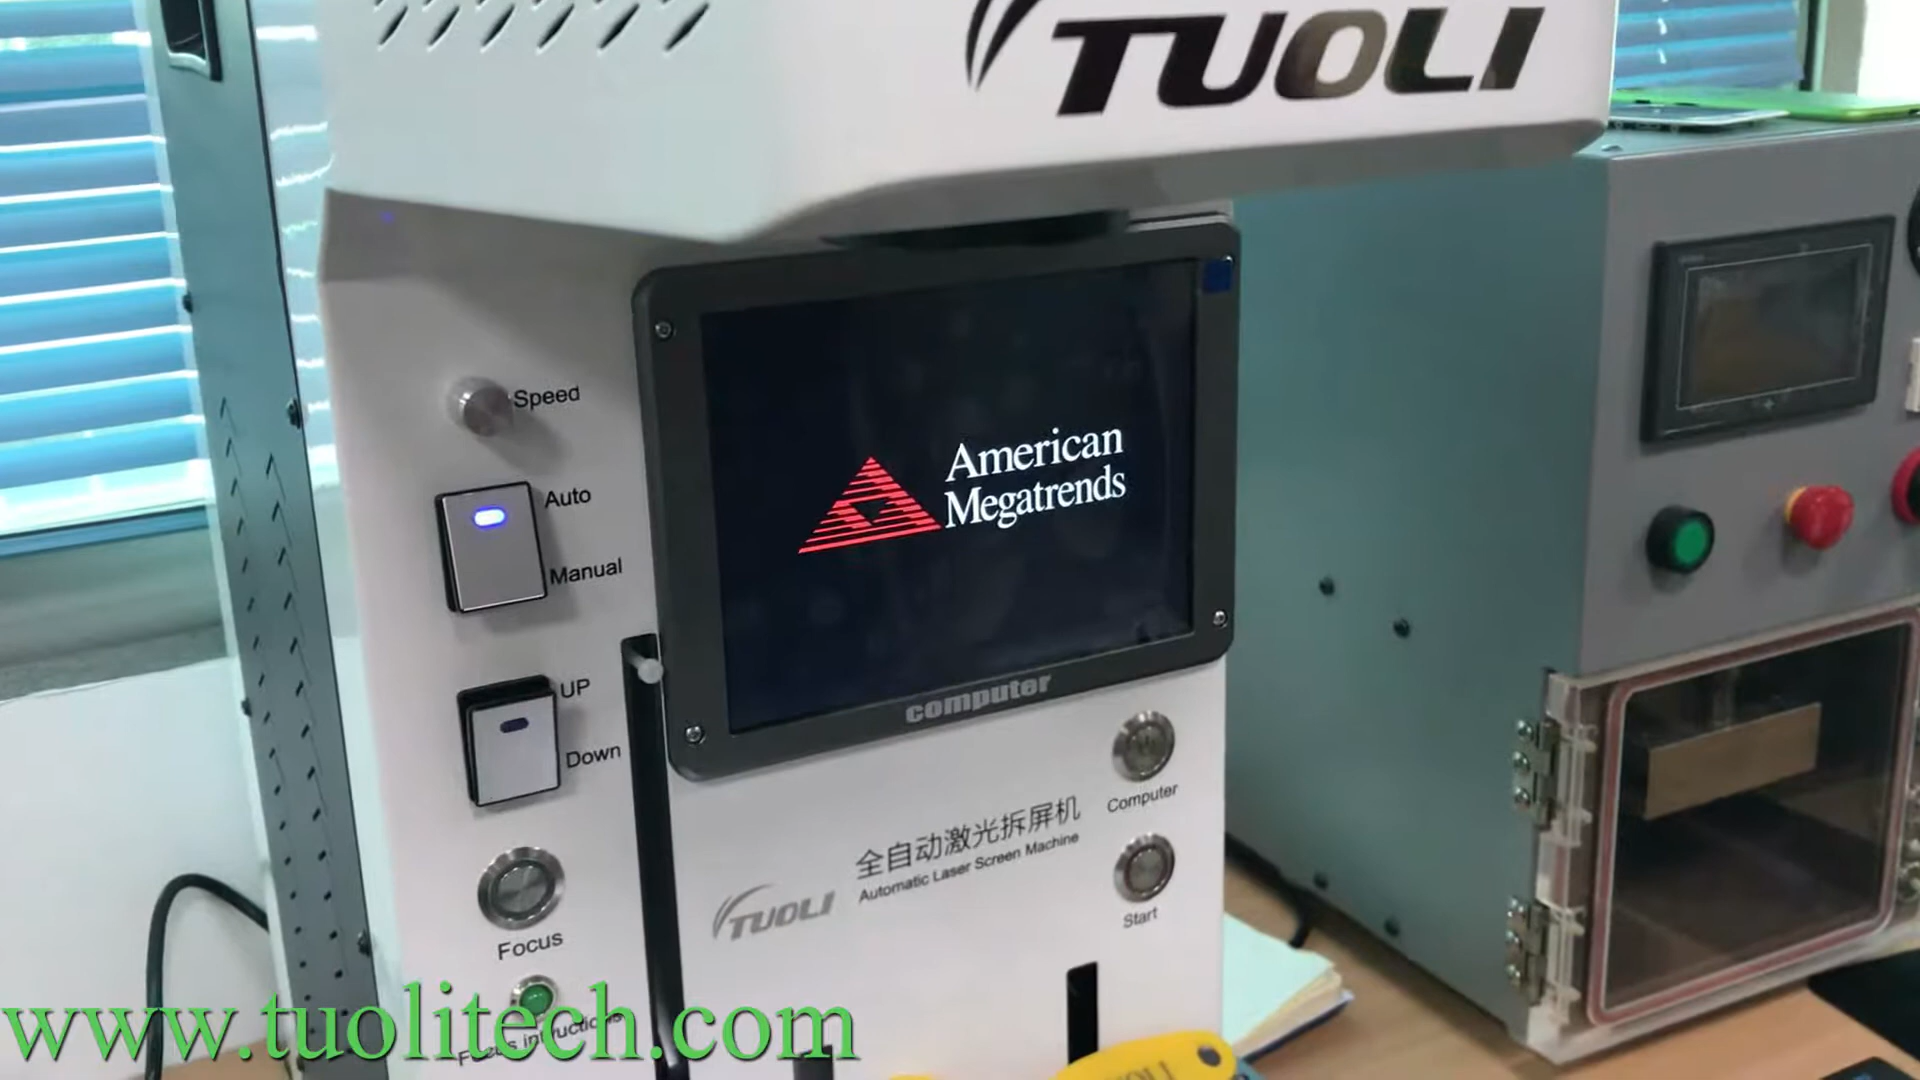 TUOLI
Speed
Auto
Manual
UP
Down
American
Megatrends
computer
Computer
全自动激光拆屏机
Automatic Laser Screen Machine
TUOLI
Start
Focus
www.tuolitech.com
TUOLI